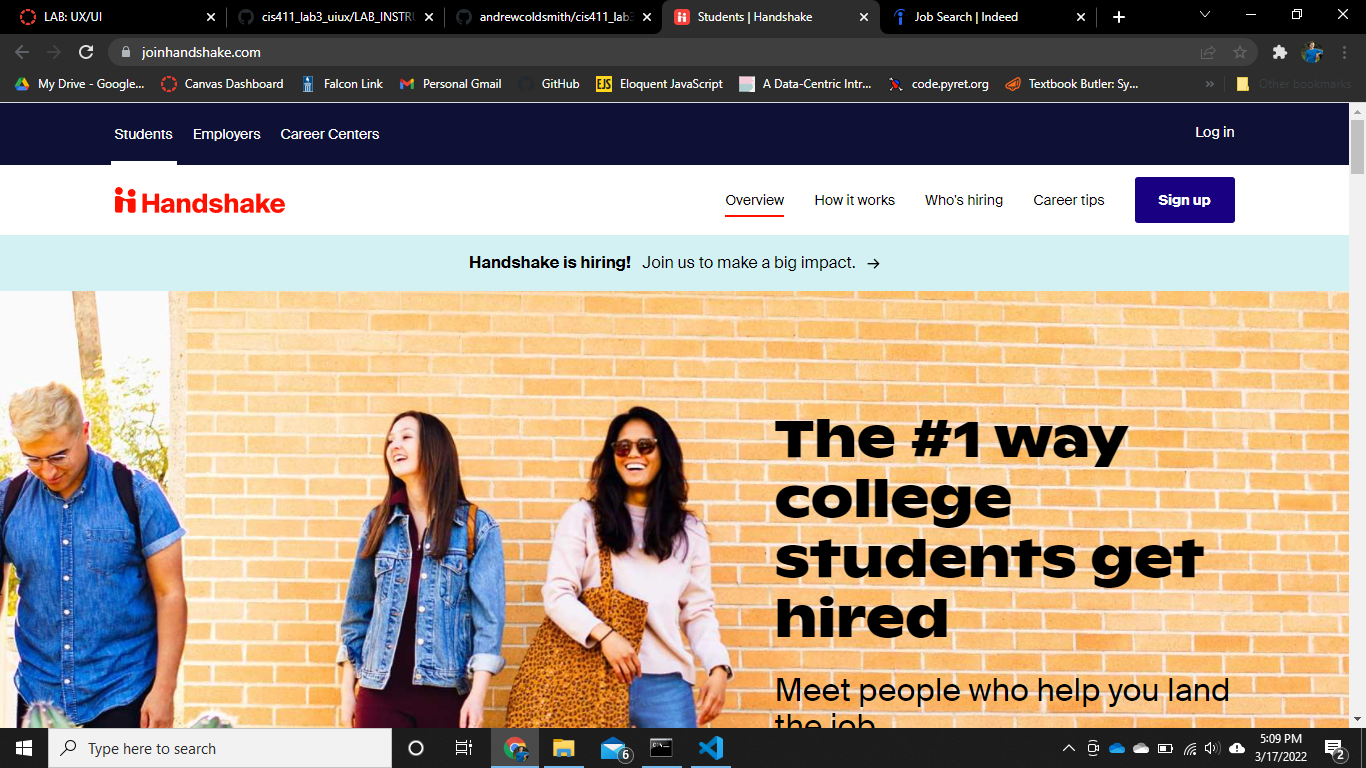 LAB: UX/UI
cis411_lab3_uiux/LAB_INSTRU
andrewcoldsmith/cis411_lab3
Students | Handshake
Job Search | Indeed
joinhandshake.com
My Drive - Google...
Canvas Dashboard
Falcon Link
Personal Gmail
GitHub
EJS
Eloquent JavaScript
A Data-Centric Intr...
code.pyret.org
Textbook Butler: Sy...
»
Other bookmarks
Students
Employers
Career Centers
Log in
Handshake
Overview
How it works
Who's hiring
Career tips
Sign up
Handshake is hiring! Join us to make a big impact. →
The #1 way
college
students get
hired
Meet people who help you land
the job
Type here to search
6
5:09 PM
3/17/2022
2